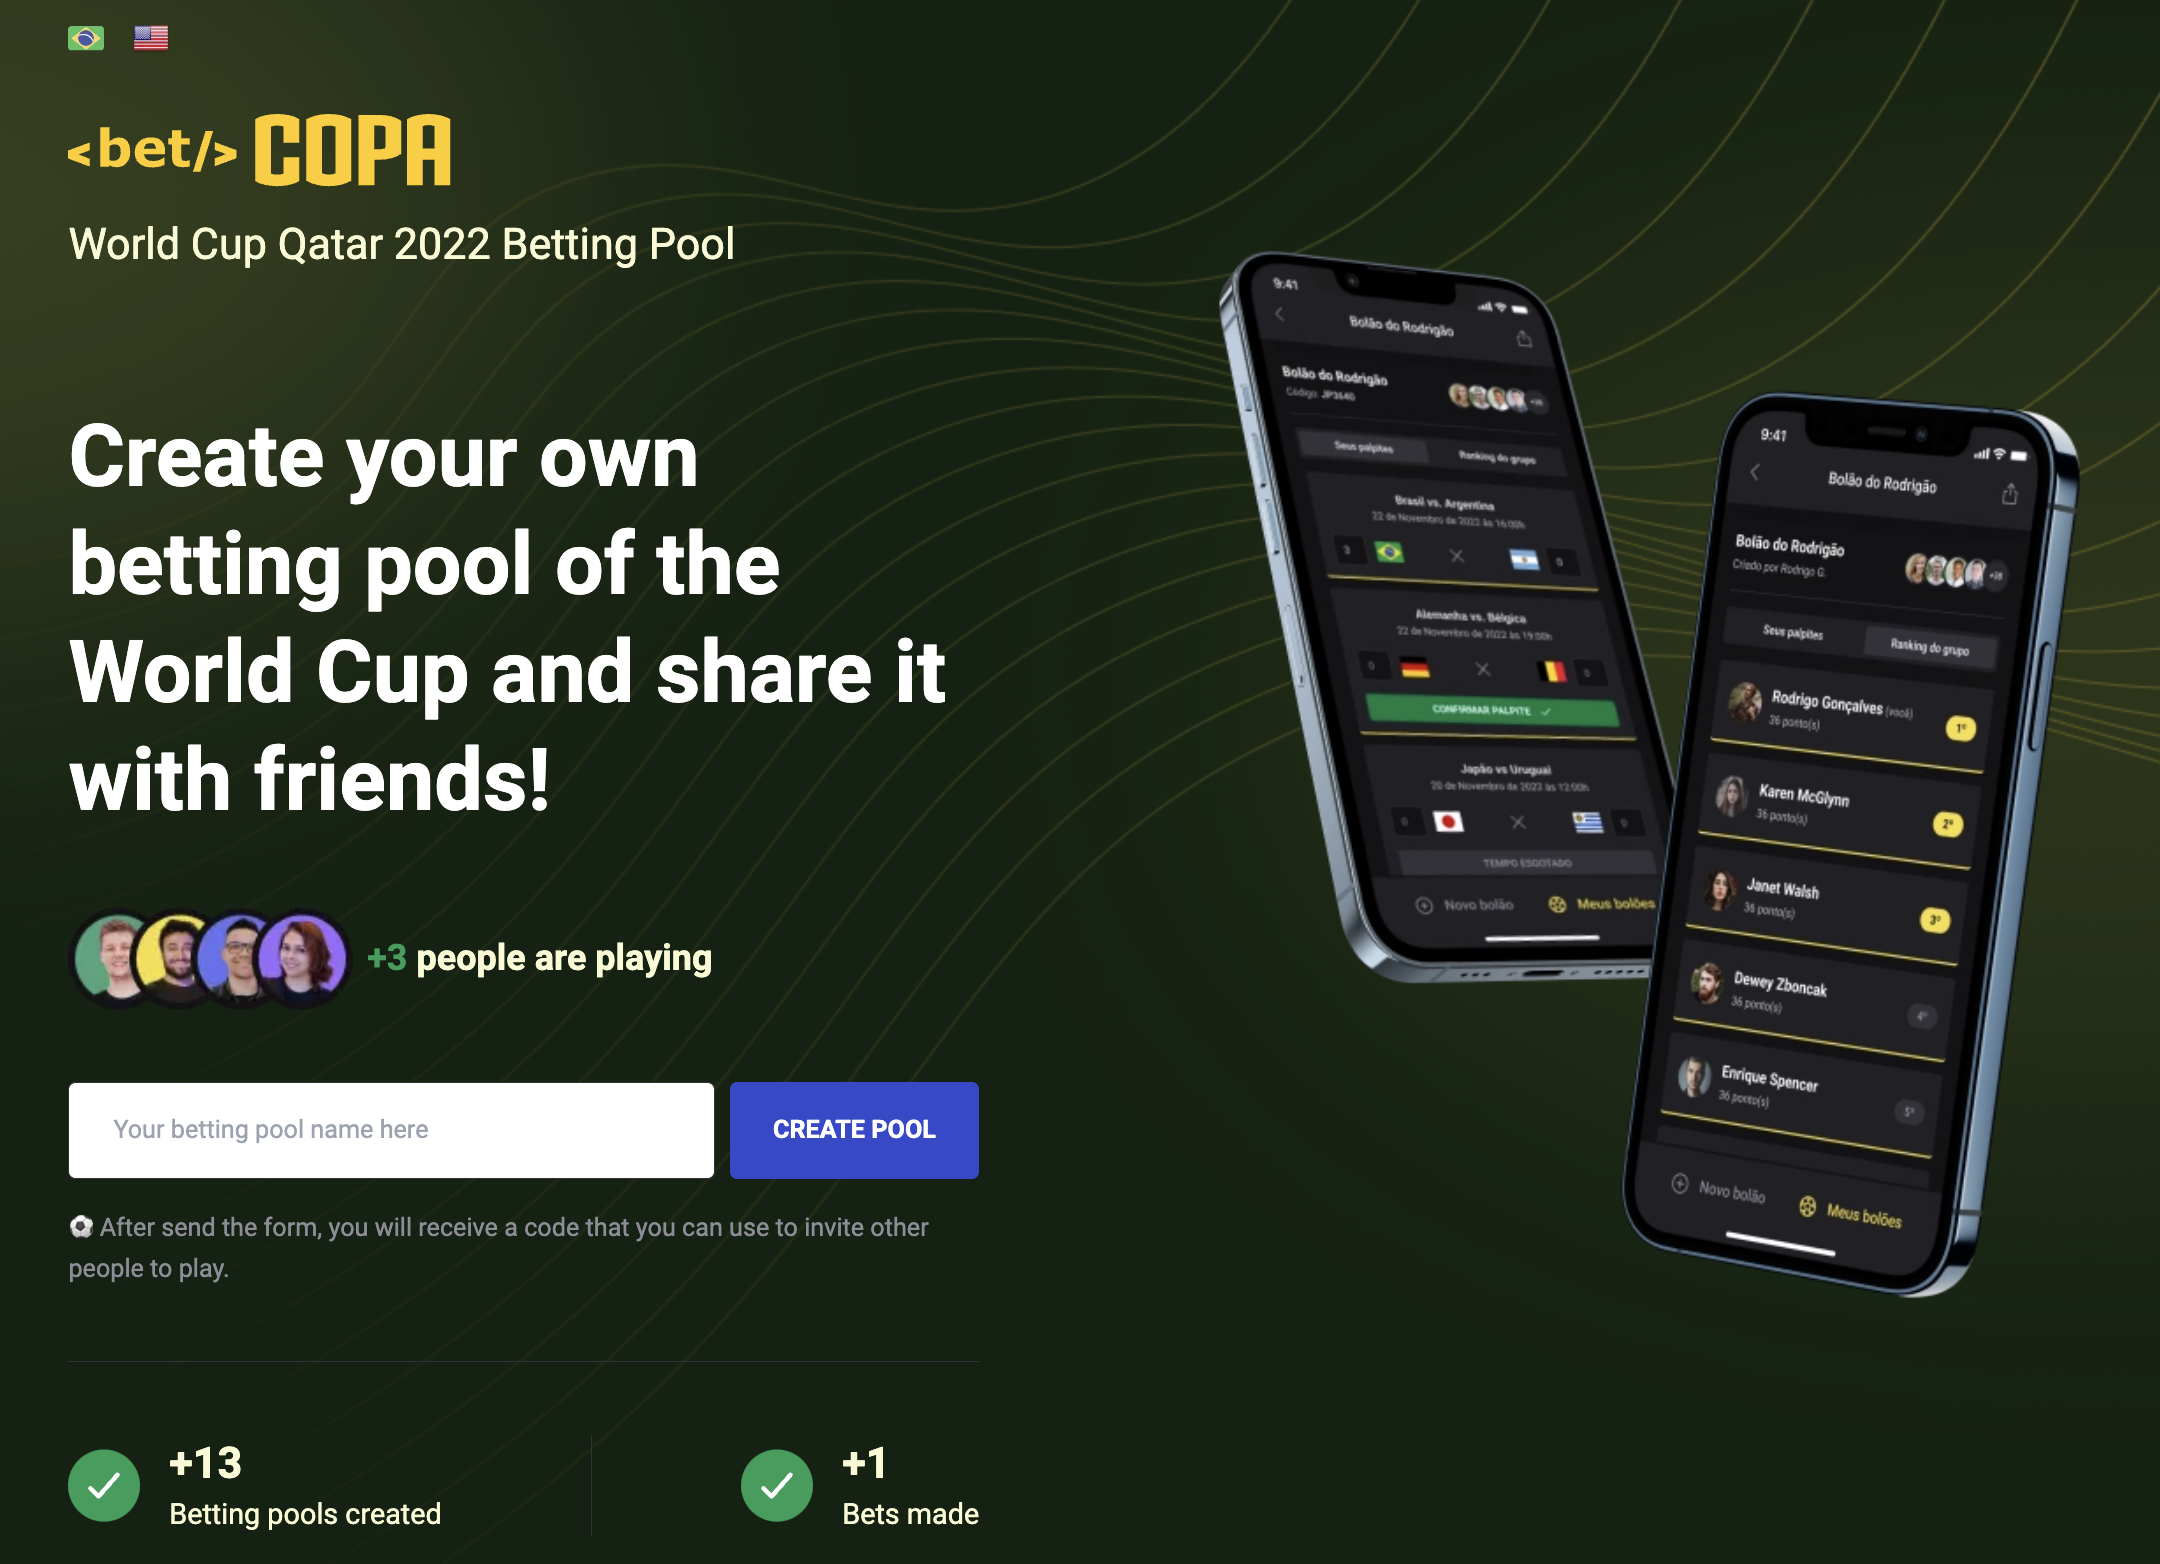 <bet/> COPA
World Cup Qatar 2022 Betting Pool
Create your own
betting pool of the
World Cup and share it
with friends!
+3 people are playing
Your betting pool name here
CREATE POOL
After send the form, you will receive a code that you can use to invite other
people to play.
+13
Betting pools created
+1
Bets made
9:41
Bolão do Rodrigão
Bolão do Rodrigão
Código: JP3640
Seus palpites
Ranking do grupo
Brasil vs. Argentina
22 de Novembro de 2022 às 16:00h
3
0
Alemanha vs. Bélgica
22 de Novembro de 2022 às 19:00h
0
0
CONFIRMAR PALPITE
Japão vs Uruguai
20 de Novembro de 2022 às 12:00h
0
0
TEMPO ESGOTADO
Novo bolão
Meus bolões
9:41
Bolão do Rodrigão
Bolão do Rodrigão
Criado por Rodrigo G.
Seus palpites
Ranking do grupo
Rodrigo Gonçalves (você)
36 ponto(s)
1º
Karen McGlynn
36 ponto(s)
2º
Janet Walsh
36 ponto(s)
3º
Dewey Zboncak
36 ponto(s)
4º
Enrique Spencer
36 ponto(s)
5º
Novo bolão
Meus bolões